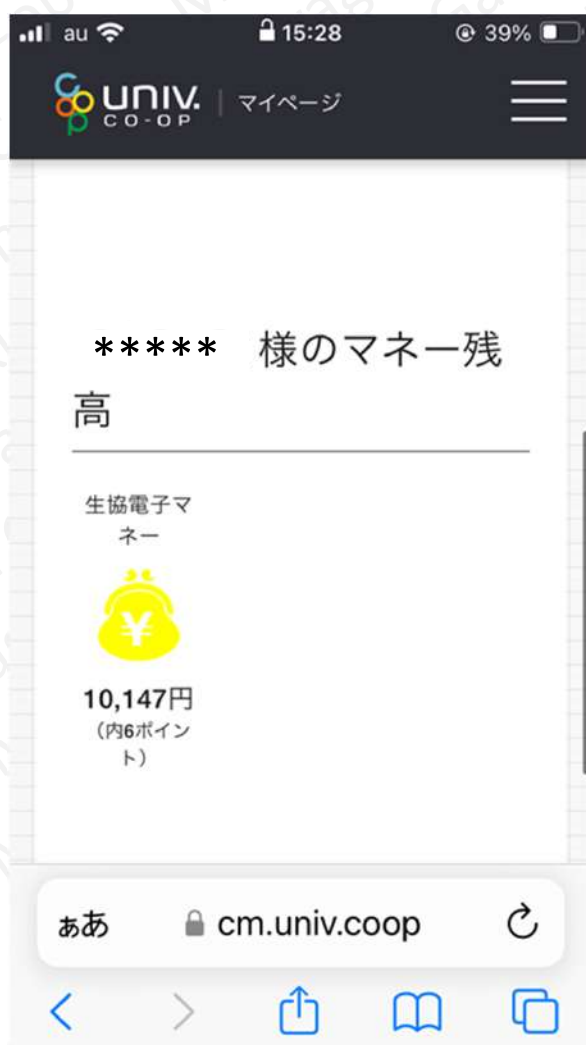 au 15:28 39%
univ. CO-OP | マイページ
***** 様のマネー残
高
生協電子マ
ネー
¥
10,147円
（内6ポイン
ト）
ぁあ cm.univ.coop